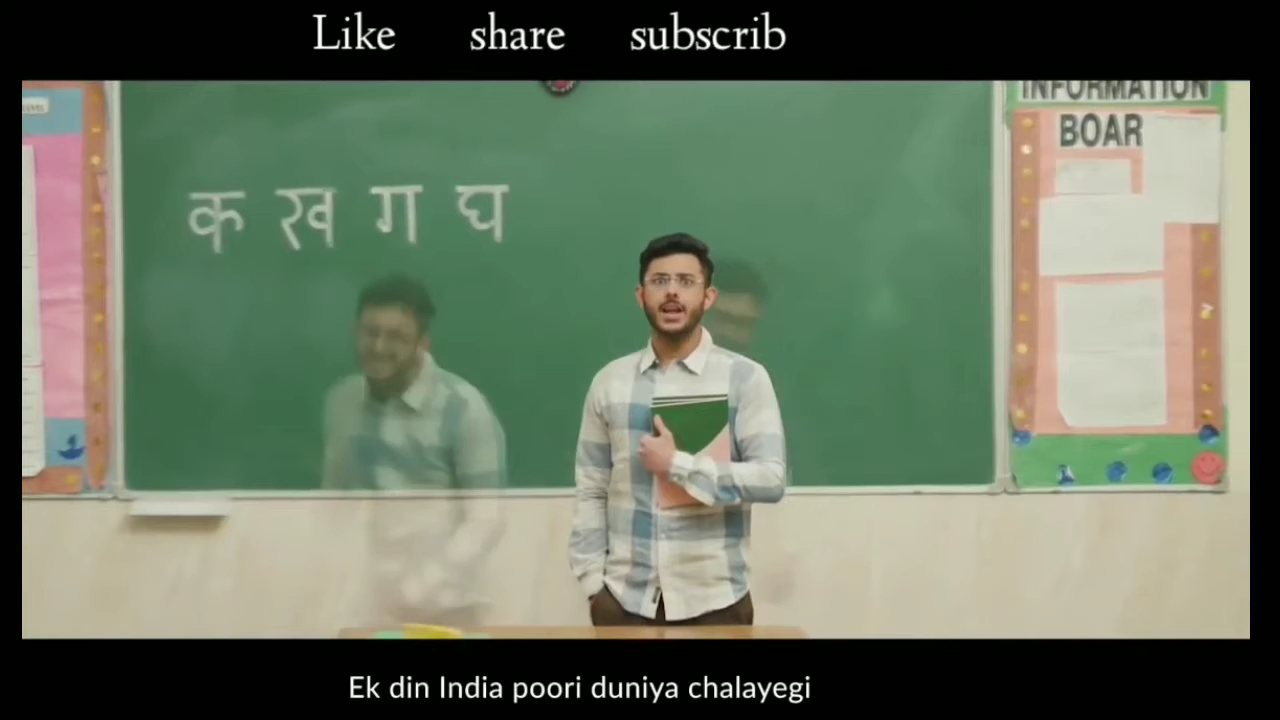 Like share subscrib
INFORMATION
BOAR
क ख ग घ
Ek din India poori duniya chalayegi